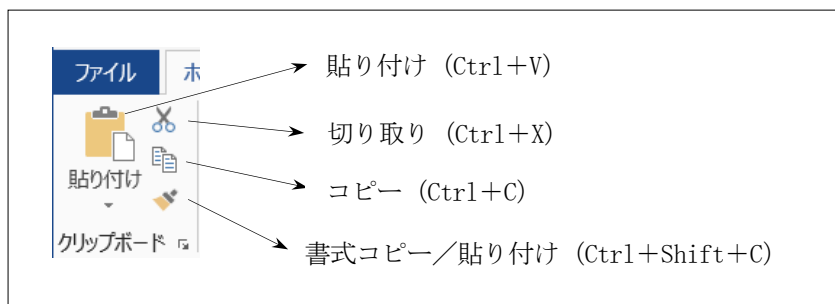 ファイル ホ
貼り付け (Ctrl+V)
切り取り (Ctrl+X)
貼り付け
コピー (Ctrl+C)
クリップボード
書式コピー／貼り付け (Ctrl+Shift+C)